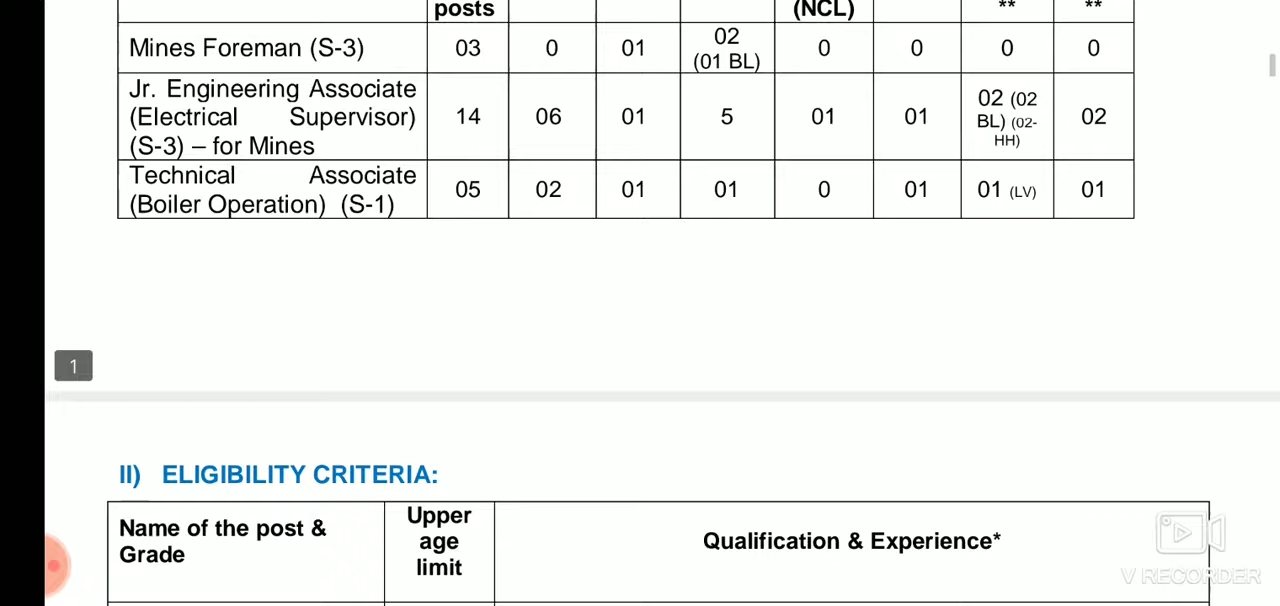 posts (NCL) ** **
Mines Foreman (S-3) 03 0 01 02 (01 BL) 0 0 0 0
Jr. Engineering Associate
(Electrical Supervisor)
(S-3) – for Mines 14 06 01 5 01 01 02 (02 BL) (02-HH) 02
Technical Associate
(Boiler Operation) (S-1) 05 02 01 01 0 01 01 (LV) 01
1
II) ELIGIBILITY CRITERIA:
Name of the post & Grade
Upper age limit
Qualification & Experience*
V RECORDER